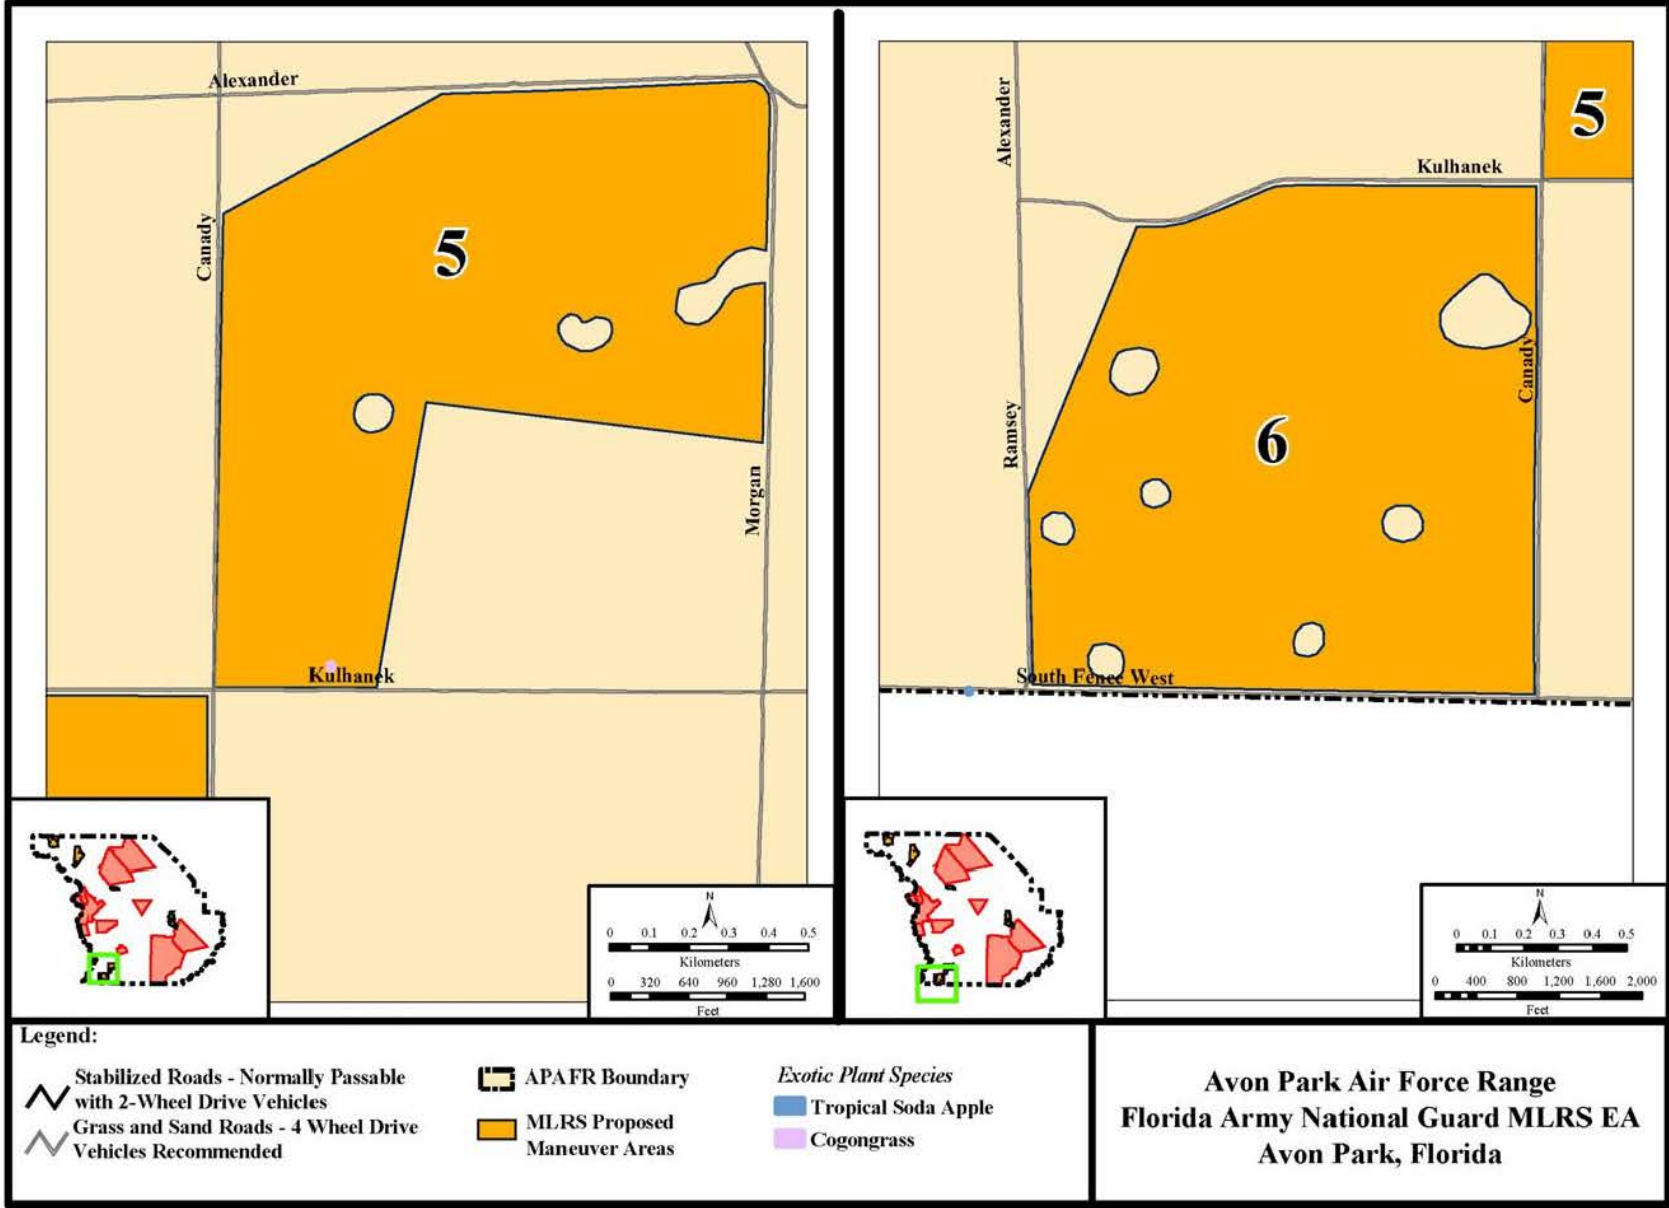 Alexander
Canady
5
Morgan
Kulhanek
N
0 0.1 0.2 0.3 0.4 0.5
Kilometers
0 320 640 960 1,280 1,600
Feet
Alexander
5
Kulhanek
Canady
Ramsey
6
South Fence West
N
0 0.1 0.2 0.3 0.4 0.5
Kilometers
0 400 800 1,200 1,600 2,000
Feet
Legend:
Stabilized Roads - Normally Passable
with 2-Wheel Drive Vehicles
Grass and Sand Roads - 4 Wheel Drive
Vehicles Recommended
APAFR Boundary
MLRS Proposed
Maneuver Areas
Exotic Plant Species
Tropical Soda Apple
Cogongrass
Avon Park Air Force Range
Florida Army National Guard MLRS EA
Avon Park, Florida